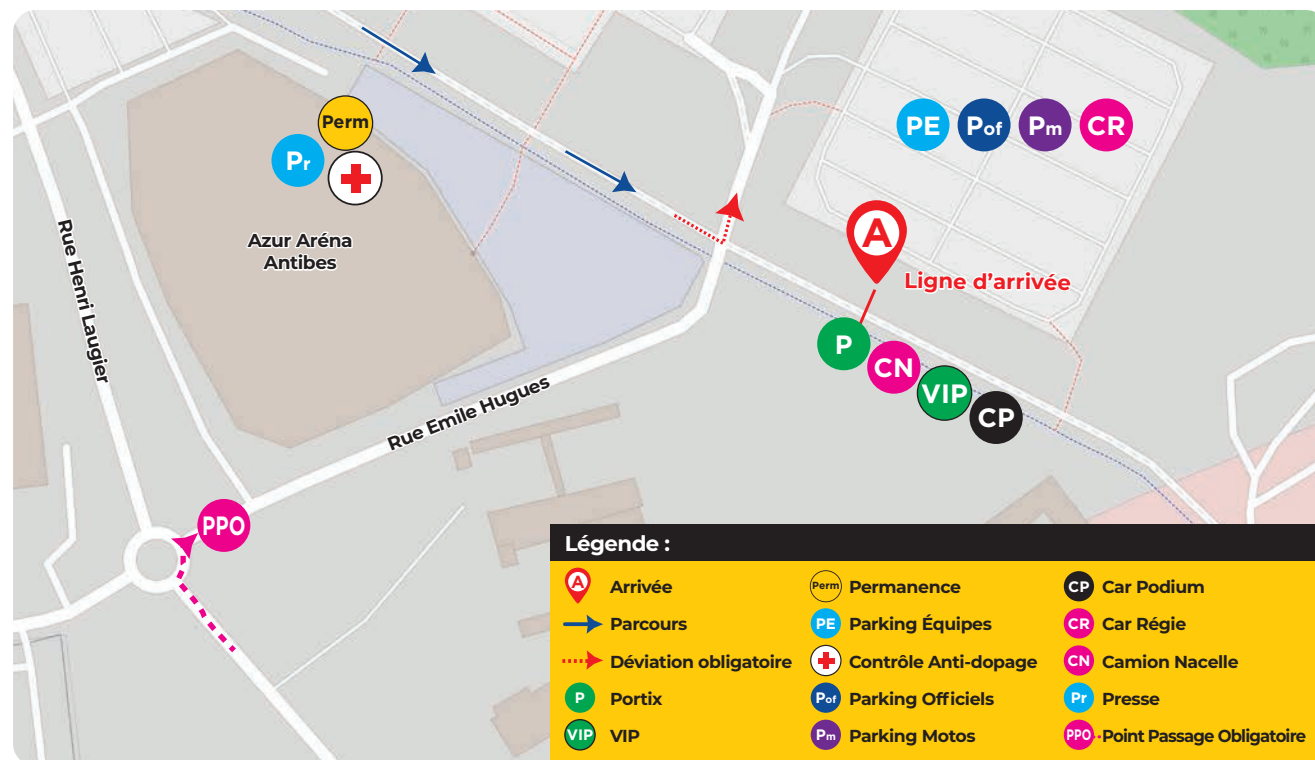 Perm
Pr
Azur Aréna
Antibes
Rue Henri Laugier
Rue Emile Hugues
PPO
PE
Pof
Pm
CR
A
Ligne d'arrivée
P
CN
VIP
CP
Légende :
A Arrivée
Parcours
Déviation obligatoire
P Portix
VIP VIP
Perm Permanence
PE Parking Équipes
Contrôle Anti-dopage
Pof Parking Officiels
Pm Parking Motos
CP Car Podium
CR Car Régie
CN Camion Nacelle
Pr Presse
PPO Point Passage Obligatoire